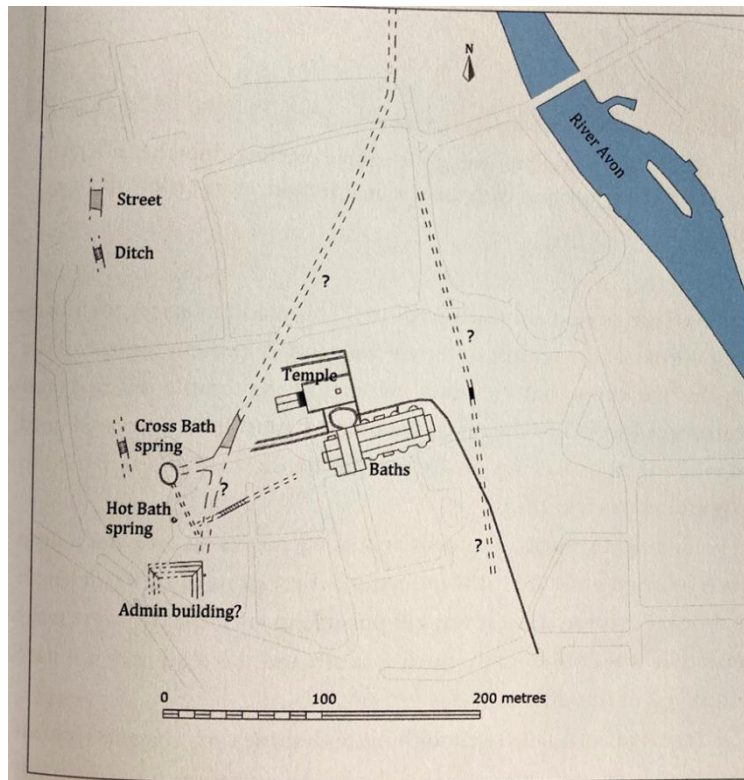 N
River Avon
Street
Ditch
?
?
Temple
Cross Bath
spring
Baths
?
Hot Bath
spring
?
Admin building?
0 100 200 metres